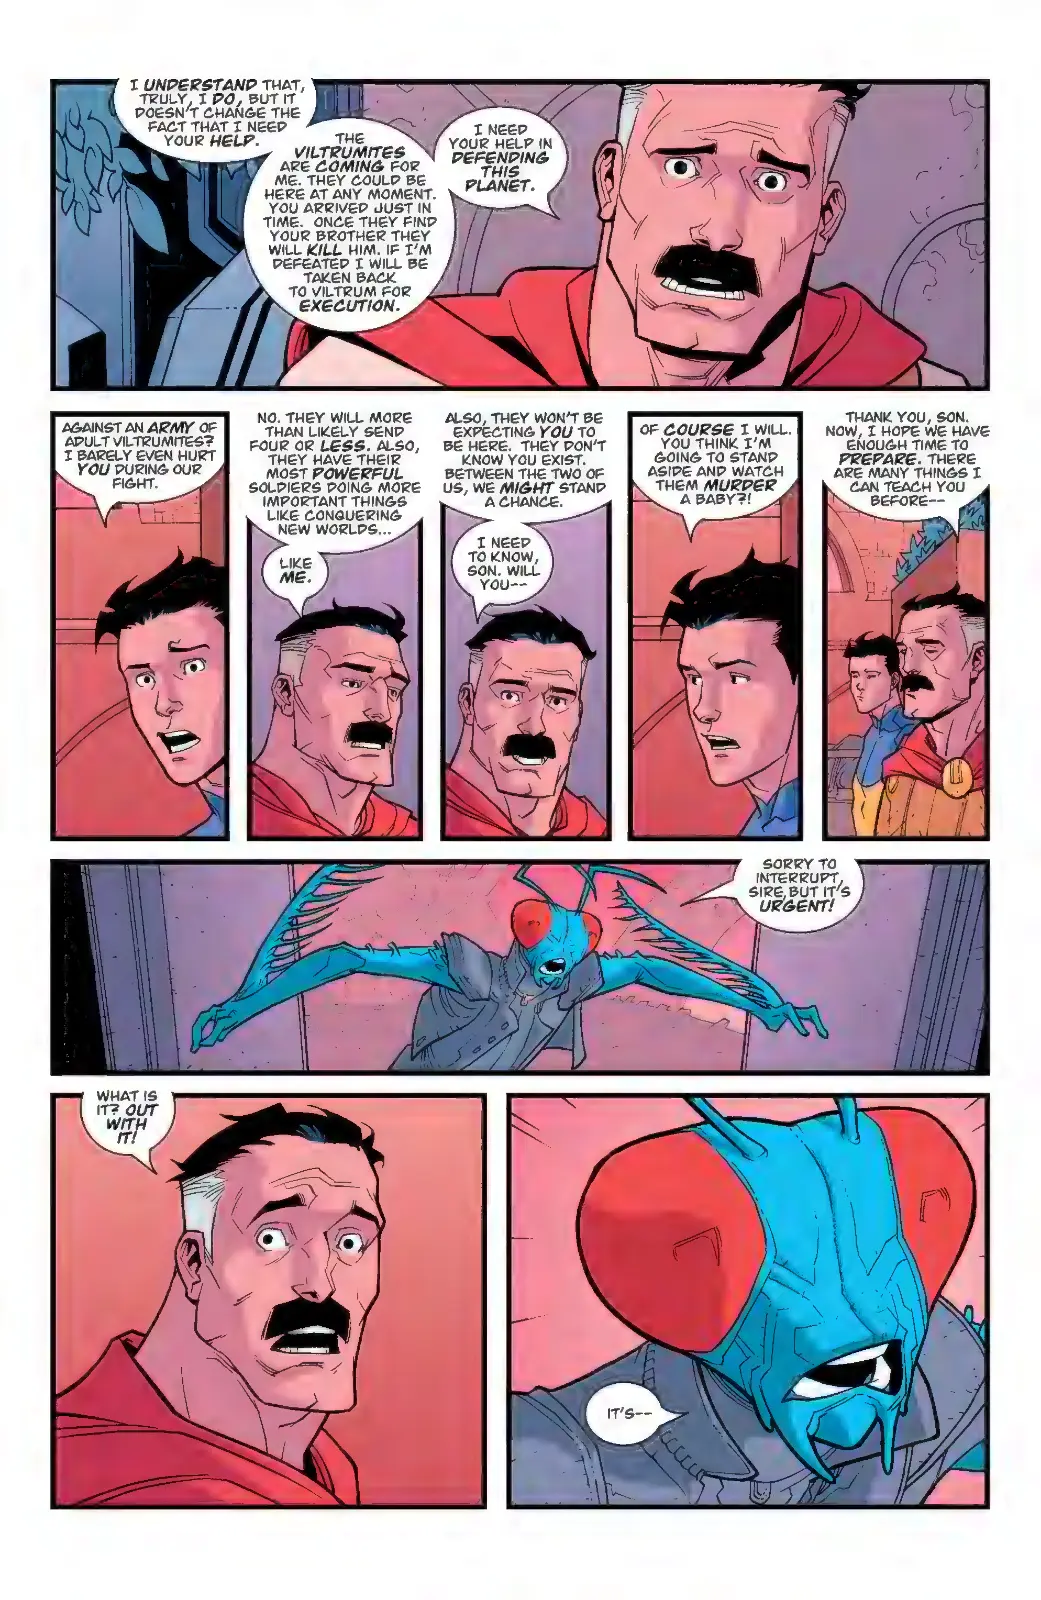 I UNDERSTAND THAT,
TRULY, I DO, BUT IT
DOESN'T CHANGE THE
FACT THAT I NEED
YOUR HELP.
THE
VILTRUMITES
ARE COMING FOR
ME. THEY COULD BE
HERE AT ANY MOMENT.
YOU ARRIVED JUST IN
TIME. ONCE THEY FIND
YOUR BROTHER THEY
WILL KILL HIM. IF I'M
DEFEATED I WILL BE
TAKEN BACK
TO VILTRUM FOR
EXECUTION.
I NEED
YOUR HELP IN
DEFENDING
THIS
PLANET.
AGAINST AN ARMY OF
ADULT VILTRUMITES?
I BARELY EVEN HURT
YOU DURING OUR
FIGHT.
NO. THEY WILL MORE
THAN LIKELY SEND
FOUR OR LESS. ALSO,
THEY HAVE THEIR
MOST POWERFUL
SOLDIERS DOING MORE
IMPORTANT THINGS
LIKE CONQUERING
NEW WORLDS...
LIKE
ME.
ALSO, THEY WON'T BE
EXPECTING YOU TO
BE HERE. THEY DON'T
KNOW YOU EXIST.
BETWEEN THE TWO OF
US, WE MIGHT STAND
A CHANCE.
I NEED
TO KNOW,
SON. WILL
YOU--
OF COURSE I WILL.
YOU THINK I'M
GOING TO STAND
ASIDE AND WATCH
THEM MURDER
A BABY?!
THANK YOU, SON.
NOW, I HOPE WE HAVE
ENOUGH TIME TO
PREPARE. THERE
ARE MANY THINGS I
CAN TEACH YOU
BEFORE--
SORRY TO
INTERRUPT,
SIRE, BUT IT'S
URGENT!
WHAT IS
IT? OUT
WITH
IT!
IT'S--